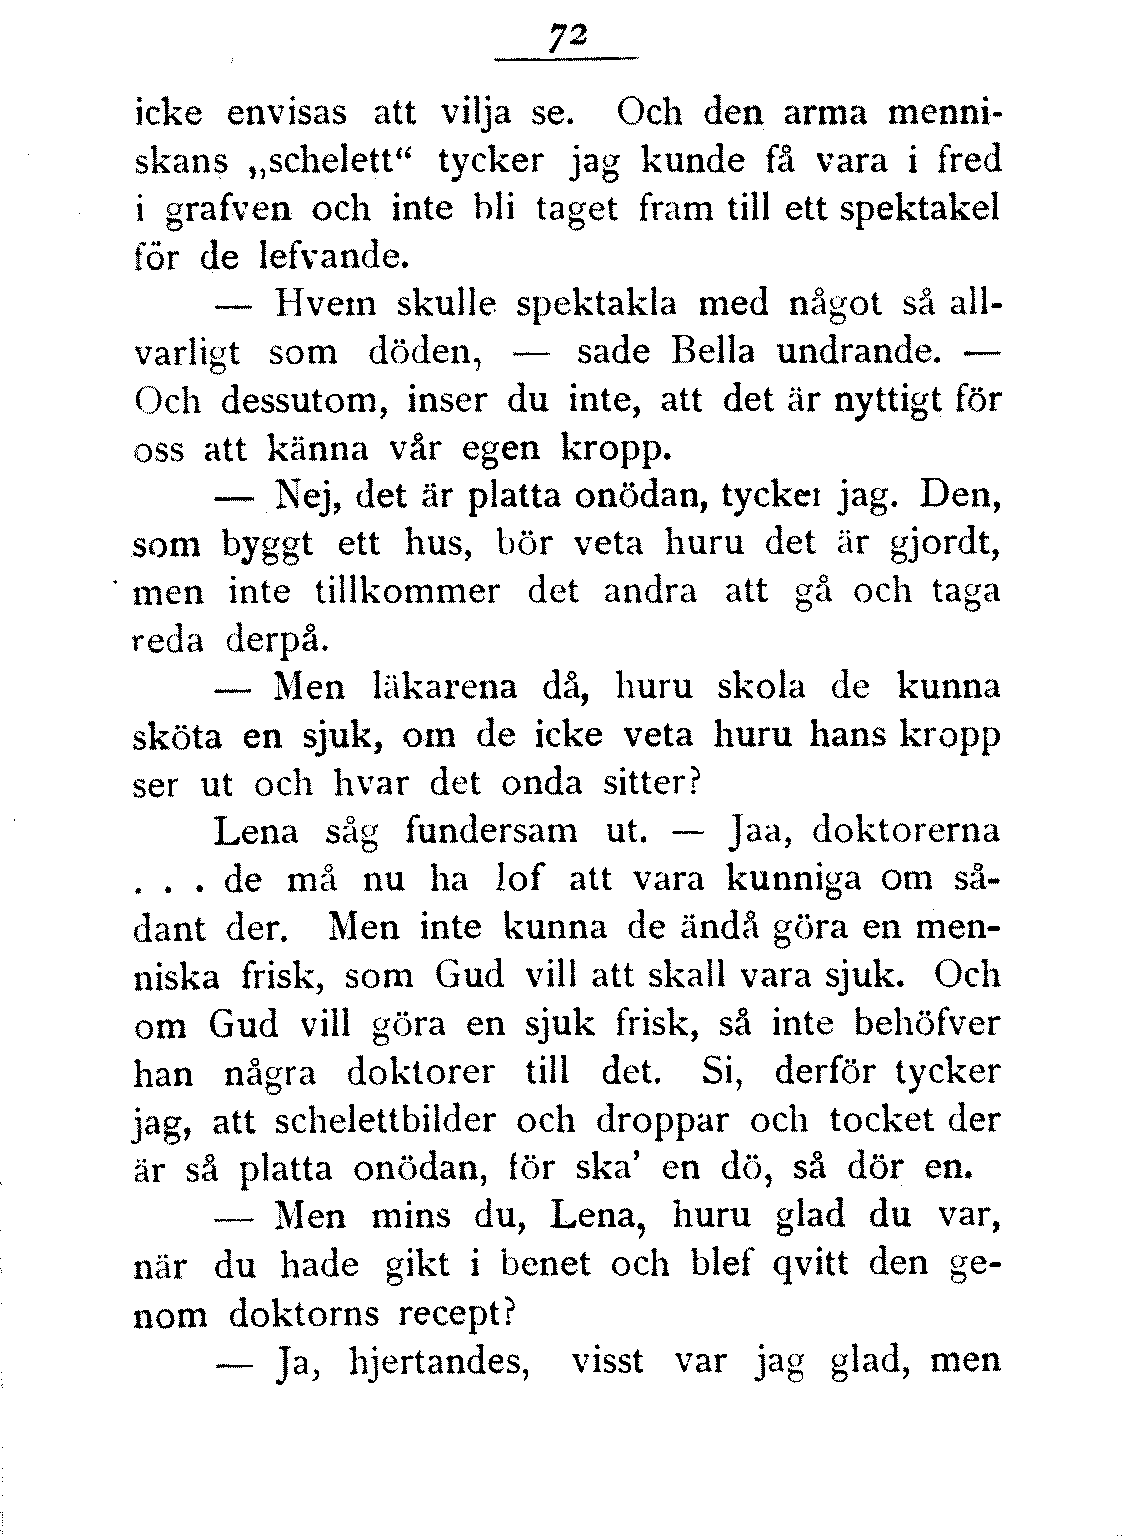 72
icke envisas att vilja se. Och den arma menni-
skans „schelett“ tycker jag kunde få vara i fred
i grafven och inte bli taget fram till ett spektakel
för de lefvande.
— Hvem skulle spektakla med något så all-
varligt som döden, — sade Bella undrande. —
Och dessutom, inser du inte, att det är nyttigt för
oss att känna vår egen kropp.
— Nej, det är platta onödan, tycker jag. Den,
som byggt ett hus, bör veta huru det är gjordt,
men inte tillkommer det andra att gå och taga
reda derpå.
— Men läkarena då, huru skola de kunna
sköta en sjuk, om de icke veta huru hans kropp
ser ut och hvar det onda sitter?
Lena såg fundersam ut. — Jaa, doktorerna
. . . de må nu ha lof att vara kunniga om så-
dant der. Men inte kunna de ändå göra en men-
niska frisk, som Gud vill att skall vara sjuk. Och
om Gud vill göra en sjuk frisk, så inte behöfver
han några doktorer till det. Si, derför tycker
jag, att schelettbilder och droppar och tocket der
är så platta onödan, för ska’ en dö, så dör en.
— Men mins du, Lena, huru glad du var,
när du hade gikt i benet och blef qvitt den ge-
nom doktorns recept?
— Ja, hjertandes, visst var jag glad, men